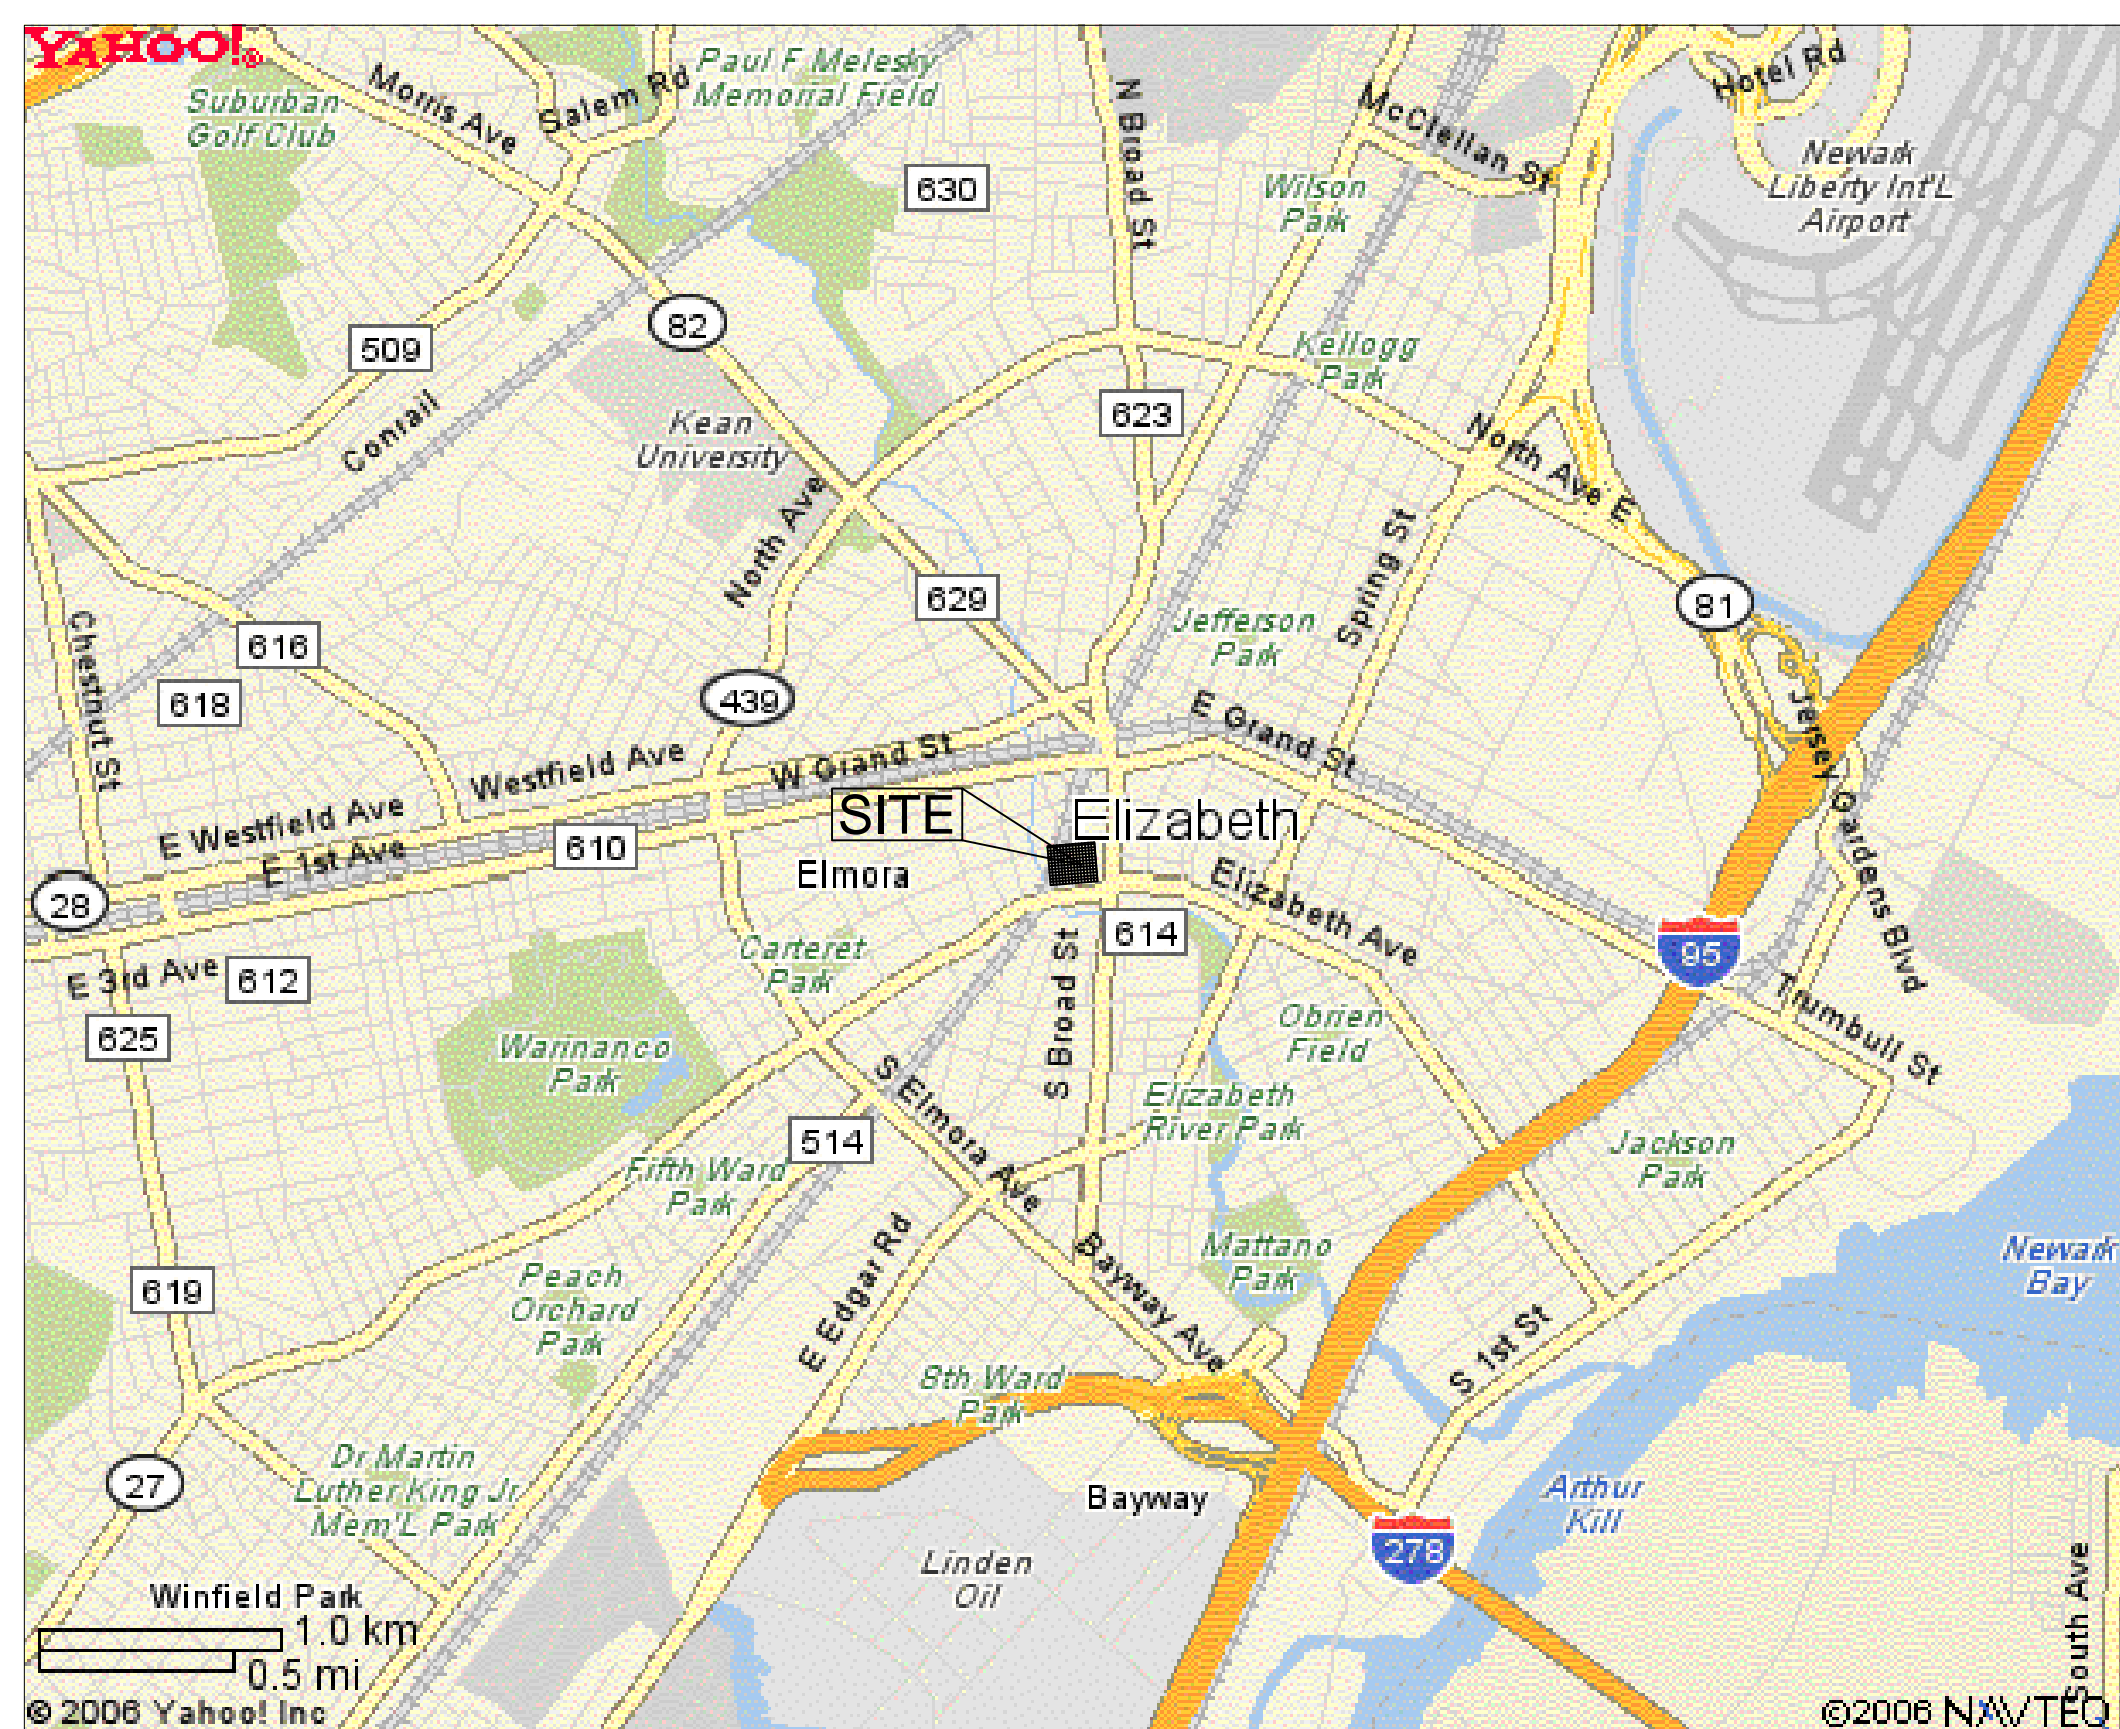 YAHOO!®
Hotel Rd
Paul F Melesky
Memorial Field
Morris Ave
Salem Rd
Suburban
Golf Club
N Broad St
McClellan St
Newark
Liberty Int'L
Airport
630
Wilson
Park
82
509
Kellogg
Park
623
Conrail
Kean
University
North Ave E
North Ave
Spring St
629
81
Jefferson
Park
616
Chestnut St
618
439
E Grand St
Jersey
Gardens Blvd
Westfield Ave
W Grand St
SITE
Elizabeth
E Westfield Ave
E 1st Ave
610
Elmora
Elizabeth Ave
28
614
95
Carteret
Park
E 3rd Ave
612
S Broad St
Trumbull St
625
Warinanco
Park
Obrien
Field
S Elmora Ave
Elizabeth
River Park
514
Jackson
Park
Fifth Ward
Park
E Edgar Rd
Bayway Ave
Mattano
Park
Newark
Bay
619
Peach
Orchard
Park
S 1st St
8th Ward
Park
Dr Martin
Luther King Jr
Mem'L Park
27
Bayway
Arthur
Kill
278
Linden
Oil
South Ave
Winfield Park
1.0 km
0.5 mi
© 2006 Yahoo! Inc
©2006 NAVTEQ